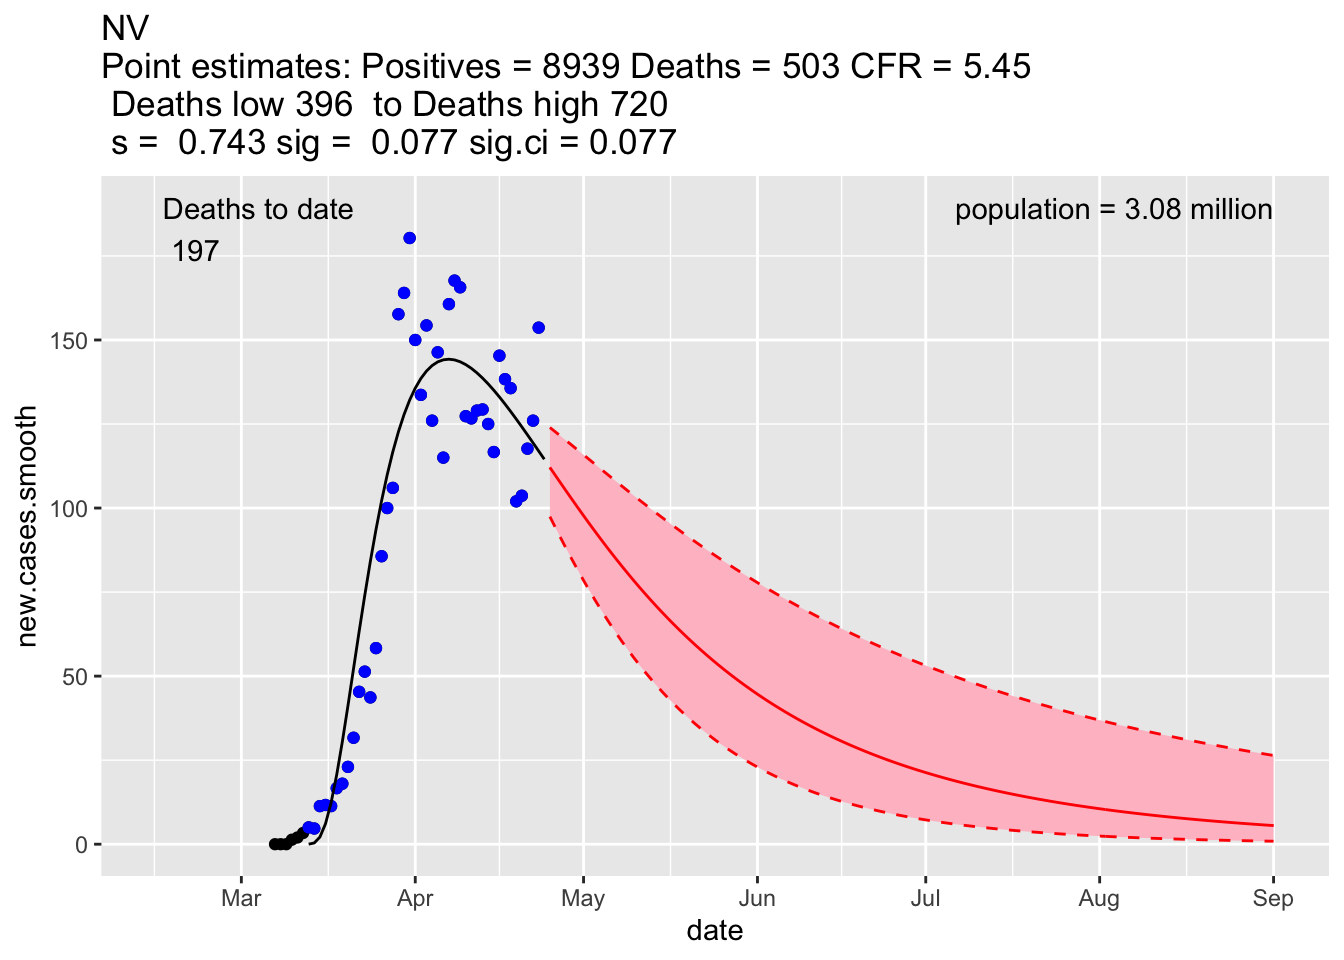 NV
Point estimates: Positives = 8939 Deaths = 503 CFR = 5.45
Deaths low 396  to Deaths high 720
s =  0.743 sig =  0.077 sig.ci = 0.077
Deaths to date
197
population = 3.08 million
150
100
50
0
new.cases.smooth
Mar Apr May Jun Jul Aug Sep
date